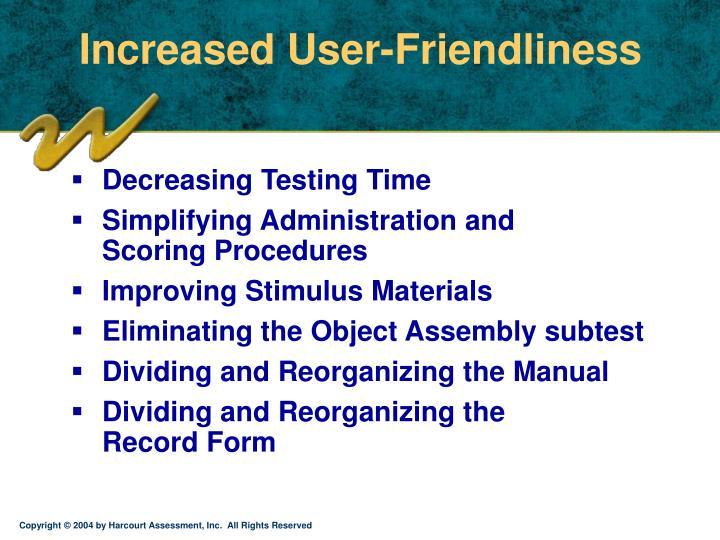 Increased User-Friendliness
▪ Decreasing Testing Time
▪ Simplifying Administration and
Scoring Procedures
▪ Improving Stimulus Materials
▪ Eliminating the Object Assembly subtest
▪ Dividing and Reorganizing the Manual
▪ Dividing and Reorganizing the
Record Form
Copyright © 2004 by Harcourt Assessment, Inc. All Rights Reserved